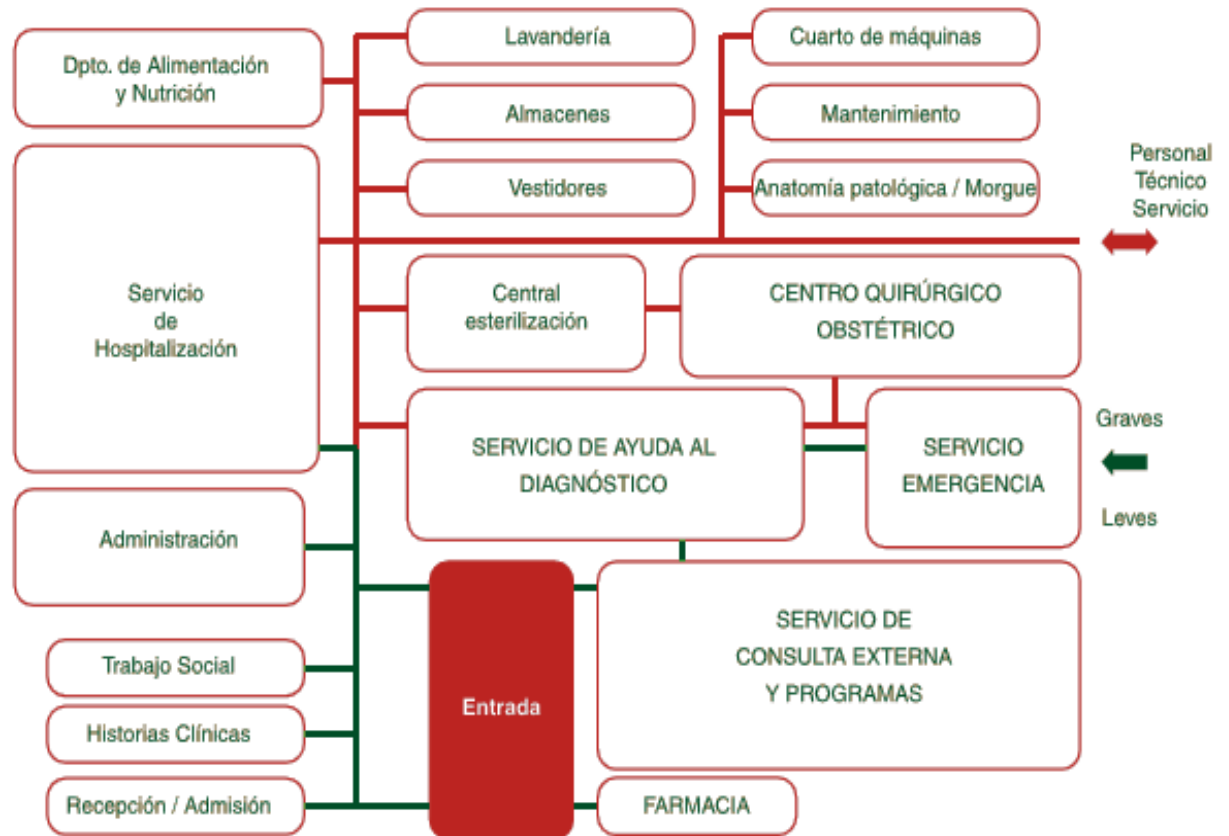 Dpto. de Alimentación
y Nutrición
Lavandería
Cuarto de máquinas
Almacenes
Mantenimiento
Vestidores
Anatomía patológica / Morgue
Personal
Técnico
Servicio
Servicio
de
Hospitalización
Central
esterilización
CENTRO QUIRÚRGICO
OBSTÉTRICO
SERVICIO DE AYUDA AL
DIAGNÓSTICO
SERVICIO
EMERGENCIA
Graves
Leves
Administración
Trabajo Social
Historias Clínicas
Recepción / Admisión
Entrada
SERVICIO DE
CONSULTA EXTERNA
Y PROGRAMAS
FARMACIA